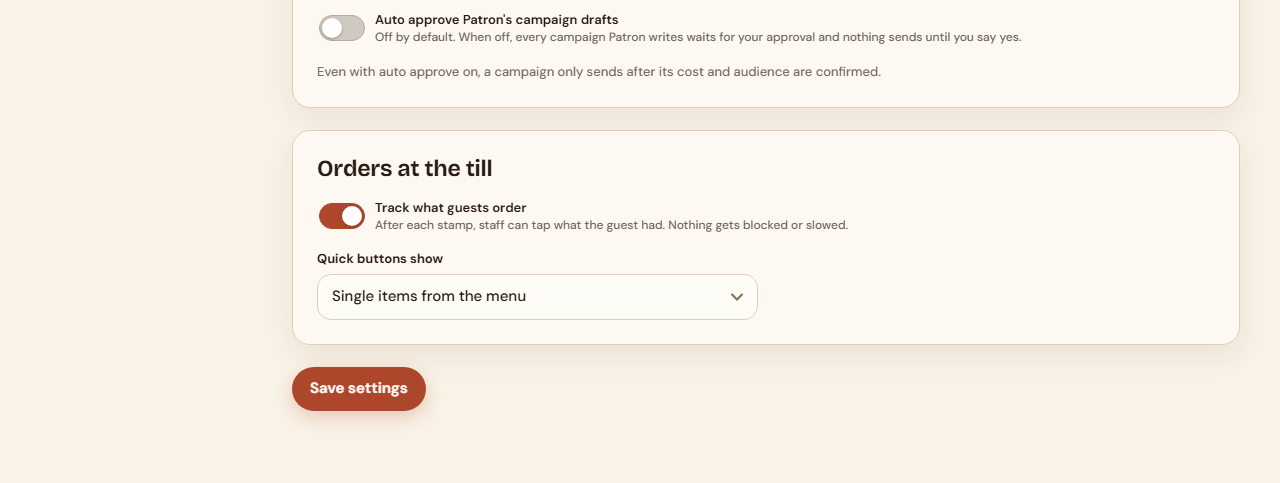 Auto approve Patron's campaign drafts
Off by default. When off, every campaign Patron writes waits for your approval and nothing sends until you say yes.
Even with auto approve on, a campaign only sends after its cost and audience are confirmed.
Orders at the till
Track what guests order
After each stamp, staff can tap what the guest had. Nothing gets blocked or slowed.
Quick buttons show
Single items from the menu
Save settings